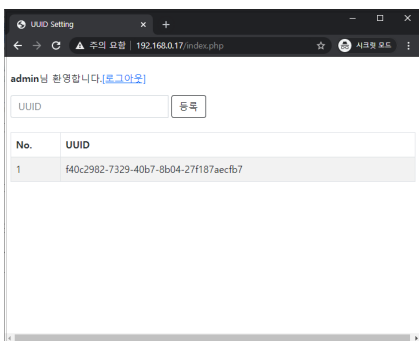 UUID Setting
주의 요함 192.168.0.17/index.php 시크릿 모드
admin님 환영합니다.[로그아웃]
UUID 등록
No. UUID
1 f40c2982-7329-40b7-8b04-27f187aecfb7